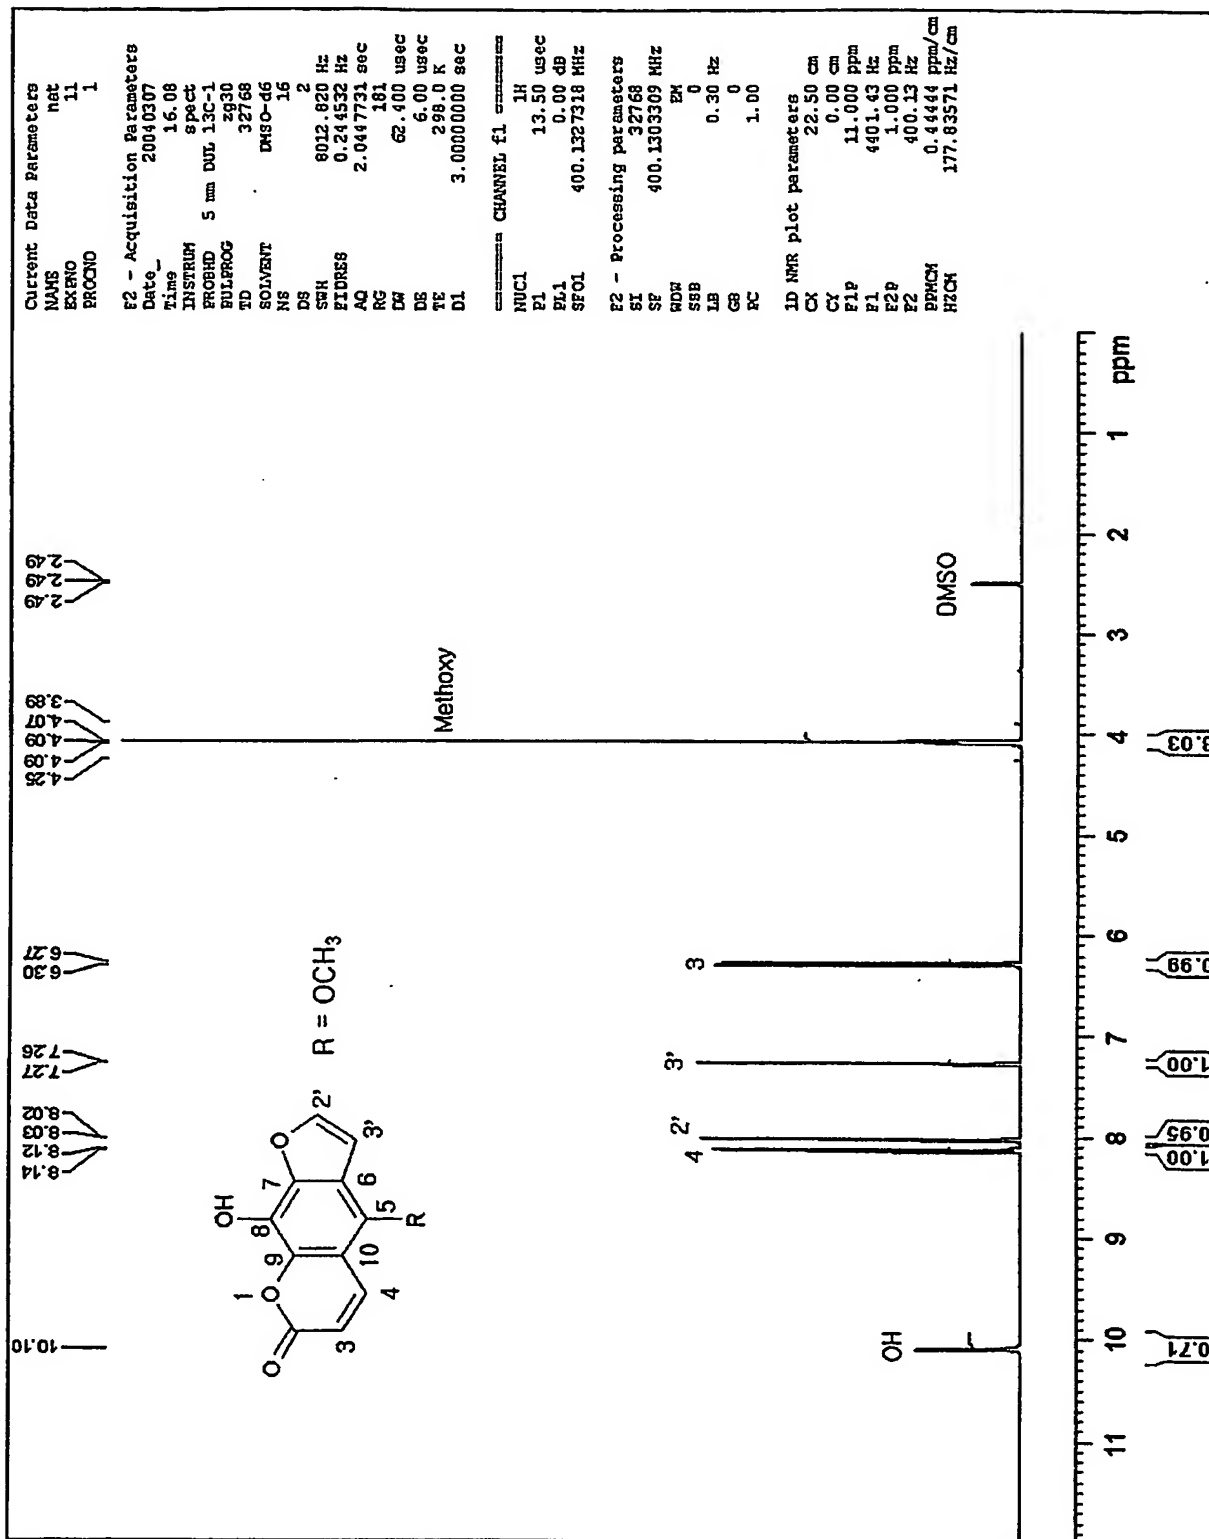 Current Data Parameters
NAME nat
EXPNO 11
PROCNO 1
F2 - Acquisition Parameters
Date_ 20040307
Time 16.08
INSTRUM spect
PROBHD 5 mm DUL 13C-1
PULPROG zg30
TD 32768
SOLVENT DMSO-d6
NS 16
DS 2
SWH 8012.820 Hz
FIDRES 0.244532 Hz
AQ 2.0447731 sec
RG 181
DW 62.400 usec
DE 6.00 usec
TE 298.0 K
D1 3.00000000 sec
======== CHANNEL f1 ========
NUC1 1H
P1 13.50 usec
PL1 0.00 dB
SFO1 400.1327318 MHz
F2 - Processing parameters
SI 32768
SF 400.1303309 MHz
WDW EM
SSB 0
LB 0.30 Hz
GB 0
PC 1.00
1D NMR plot parameters
CX 22.50 cm
CY 0.00 cm
F1P 11.000 ppm
F1 4401.43 Hz
F2P 1.000 ppm
F2 400.13 Hz
PPMCM 0.44444 ppm/cm
HZCM 177.83571 Hz/cm
10.10
8.14
8.12
8.03
8.02
7.27
7.26
6.30
6.27
4.25
4.09
4.09
4.07
3.89
2.49
2.49
2.49
OH
O
1
2'
3'
3
4
5
6
7
8
9
10
O
O
R
R = OCH3
Methoxy
OH
4
2'
3'
3
DMSO
11 10 9 8 7 6 5 4 3 2 1 ppm
0.71
1.00
0.95
1.00
0.99
3.03